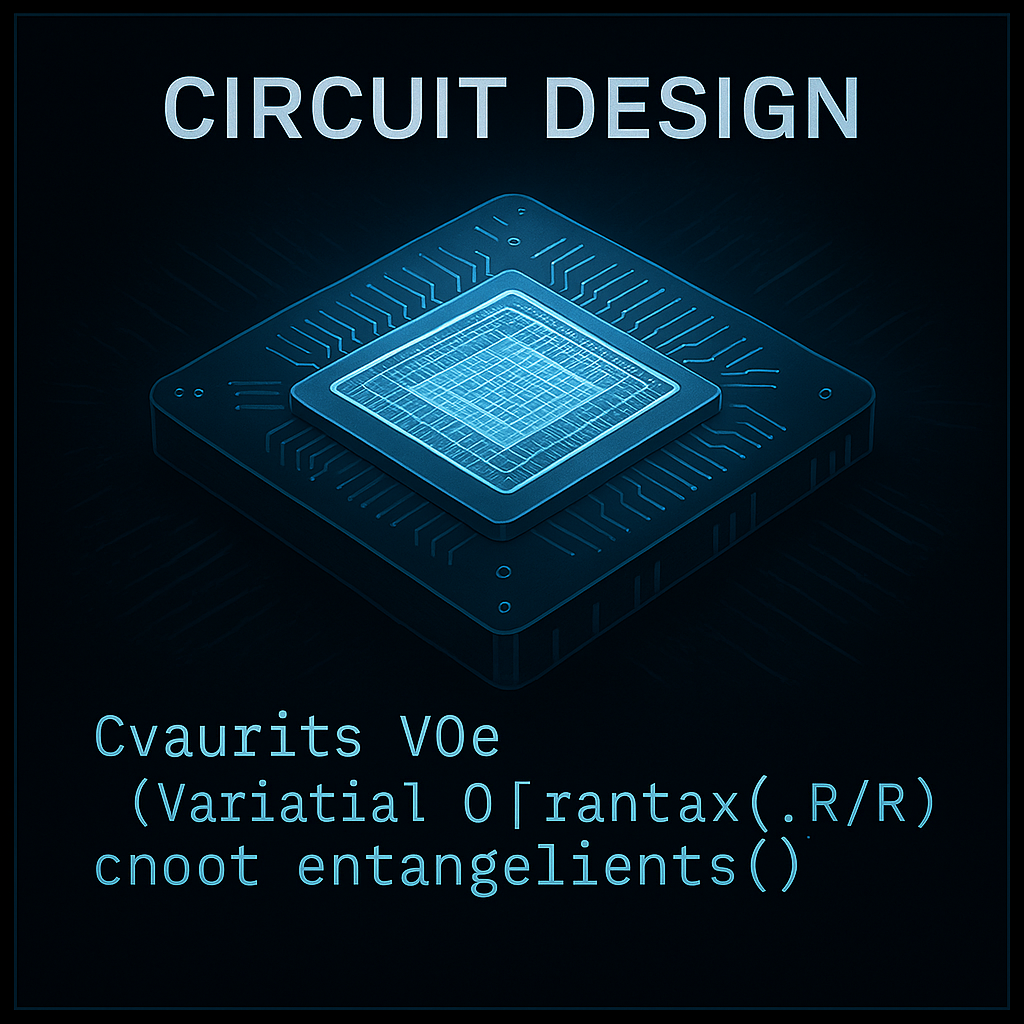 CIRCUIT DESIGN
Cvaurits VOe
(Variatial O⌈rantax(.R/R)
cnoot entangelients()